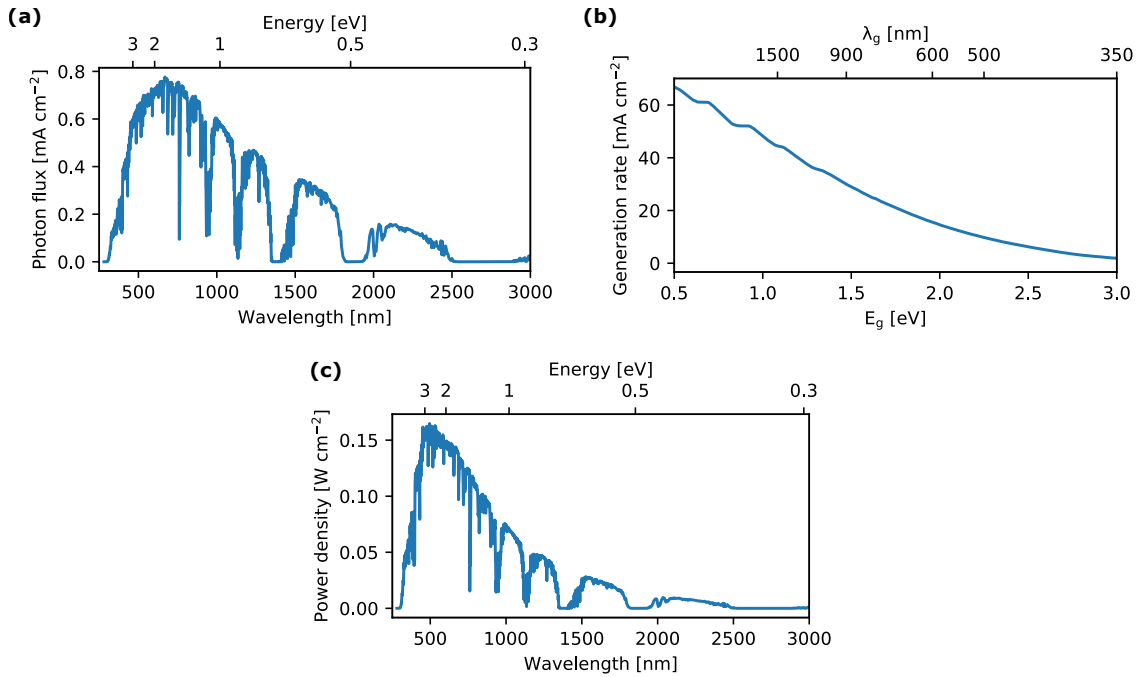 (a)
Energy [eV]
3 2 1 0.5 0.3
0.8
0.6
0.4
0.2
0.0
Photon flux [mA cm⁻²]
500 1000 1500 2000 2500 3000
Wavelength [nm]
(b)
λg [nm]
1500 900 600 500 350
60
40
20
0
Generation rate [mA cm⁻²]
0.5 1.0 1.5 2.0 2.5 3.0
Eg [eV]
(c)
Energy [eV]
3 2 1 0.5 0.3
0.15
0.10
0.05
0.00
Power density [W cm⁻²]
500 1000 1500 2000 2500 3000
Wavelength [nm]